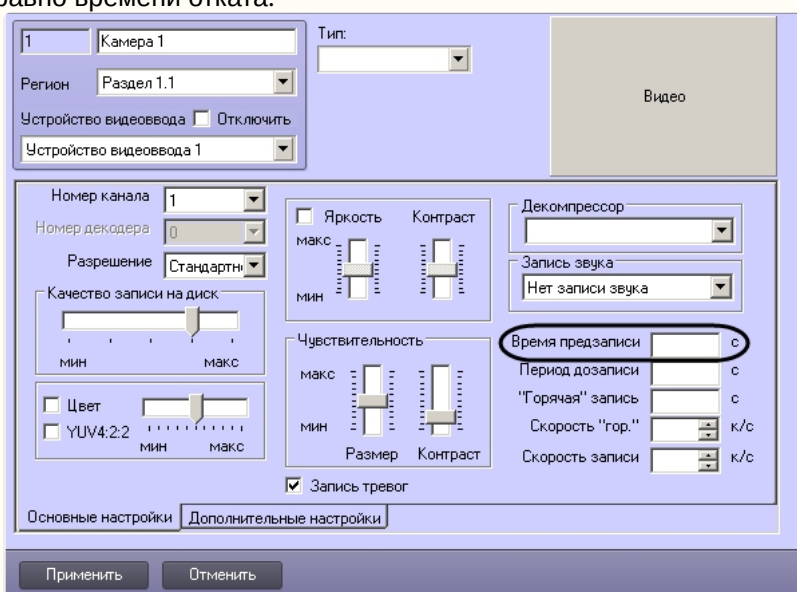 равно времени отката.
1 Камера 1
Тип:
Регион Раздел 1.1
Видео
Устройство видеоввода Отключить
Устройство видеоввода 1
Номер канала 1
Номер декодера 0
Разрешение Стандартн
Качество записи на диск
мин макс
Цвет
YUV4:2:2
мин макс
Яркость Контраст
макс
мин
Чувствительность
макс
мин
Размер Контраст
Запись тревог
Декомпрессор
Запись звука
Нет записи звука
Время предзаписи с
Период дозаписи с
"Горячая" запись с
Скорость "гор." к/с
Скорость записи к/с
Основные настройки Дополнительные настройки
Применить Отменить